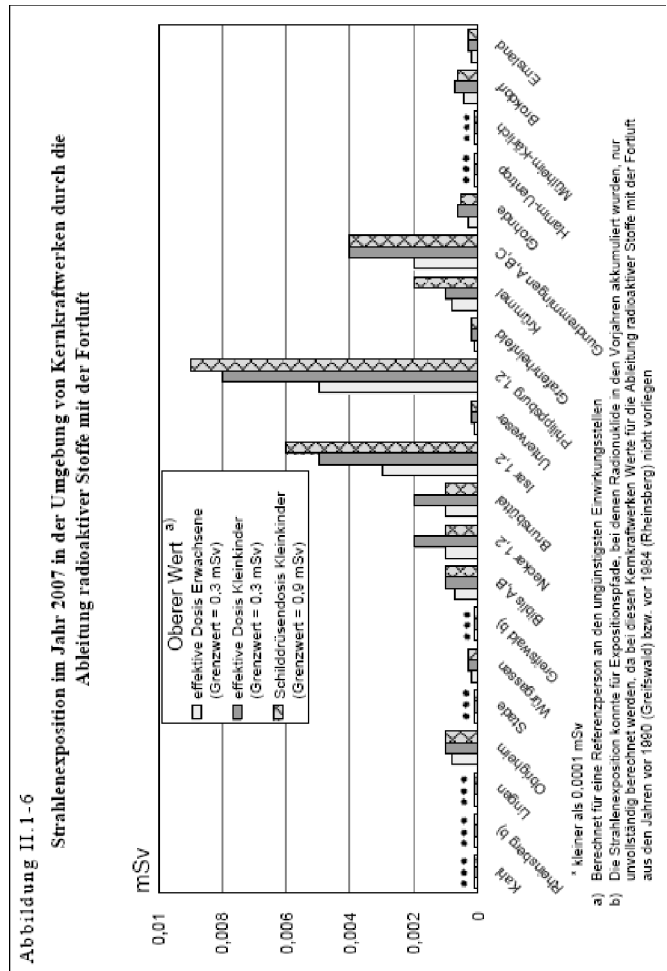 Abbildung II.1-6
Strahlenexposition im Jahr 2007 in der Umgebung von Kernkraftwerken durch die
Ableitung radioaktiver Stoffe mit der Fortluft
mSv
0,01
0,008
0,006
0,004
0,002
0
Oberer Wert a)
effektive Dosis Erwachsene
(Grenzwert = 0,3 mSv)
effektive Dosis Kleinkinder
(Grenzwert = 0,3 mSv)
Schilddrüsendosis Kleinkinder
(Grenzwert = 0,9 mSv)
Kahl
Rheinsberg b)
Lingen
Obrigheim
Stade
Würgassen
Greifswald b)
Biblis A,B
Neckar 1,2
Brunsbüttel
Isar 1,2
Unterweser
Philippsburg 1,2
Grafenrheinfeld
Krümmel
Gundremmingen A,B,C
Grohnde
Hamm-Uentrop
Mülheim-Kärlich
Brokdorf
Emsland
* kleiner als 0,0001 mSv
a) Berechnet für eine Referenzperson an den ungünstigsten Einwirkungsstellen
b) Die Strahlenexposition konnte für Expositionspfade, bei denen Radionuklide in den Vorjahren akkumuliert wurden, nur
unvollständig berechnet werden, da bei diesen Kernkraftwerken Werte für die Ableitung radioaktiver Stoffe mit der Fortluft
aus den Jahren vor 1990 (Greifswald) bzw. vor 1984 (Rheinsberg) nicht vorliegen